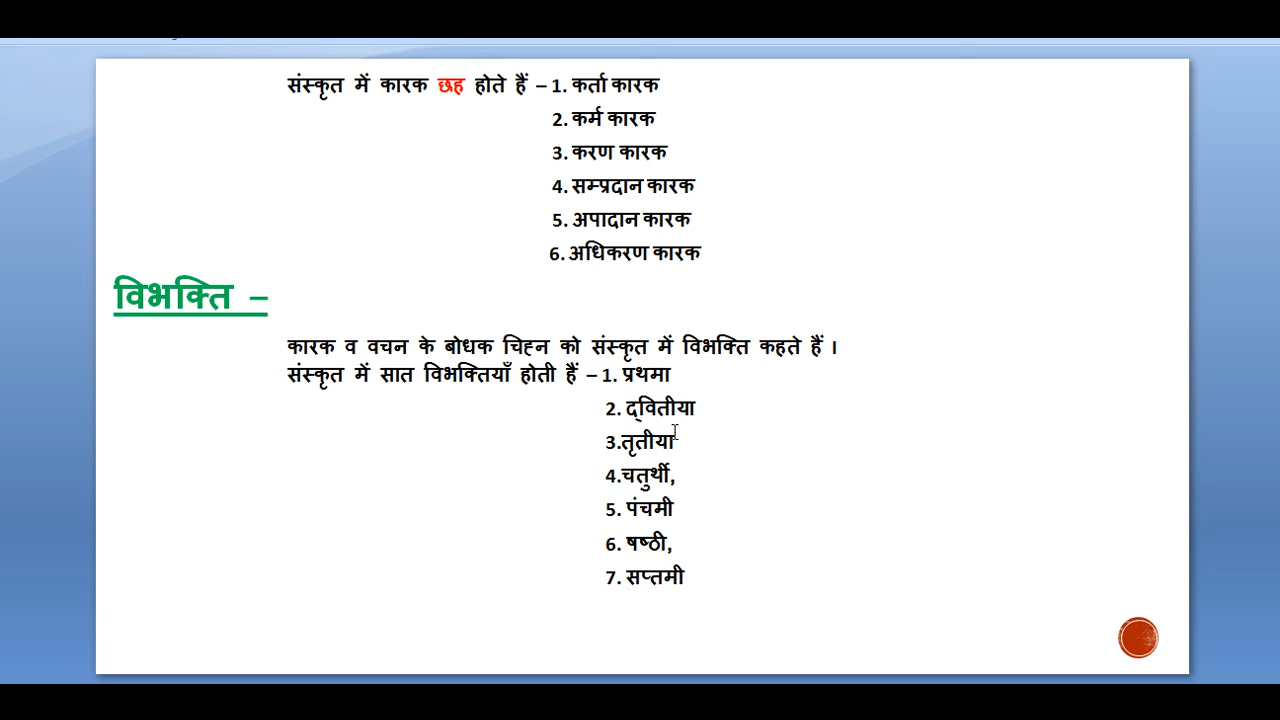 संस्कृत में कारक छह होते हैं – 1. कर्ता कारक
2. कर्म कारक
3. करण कारक
4. सम्प्रदान कारक
5. अपादान कारक
6. अधिकरण कारक
विभक्ति –
कारक व वचन के बोधक चिह्न को संस्कृत में विभक्ति कहते हैं ।
संस्कृत में सात विभक्तियाँ होती हैं – 1. प्रथमा
2. द्वितीया
3.तृतीया
4.चतुर्थी,
5. पंचमी
6. षष्ठी,
7. सप्तमी